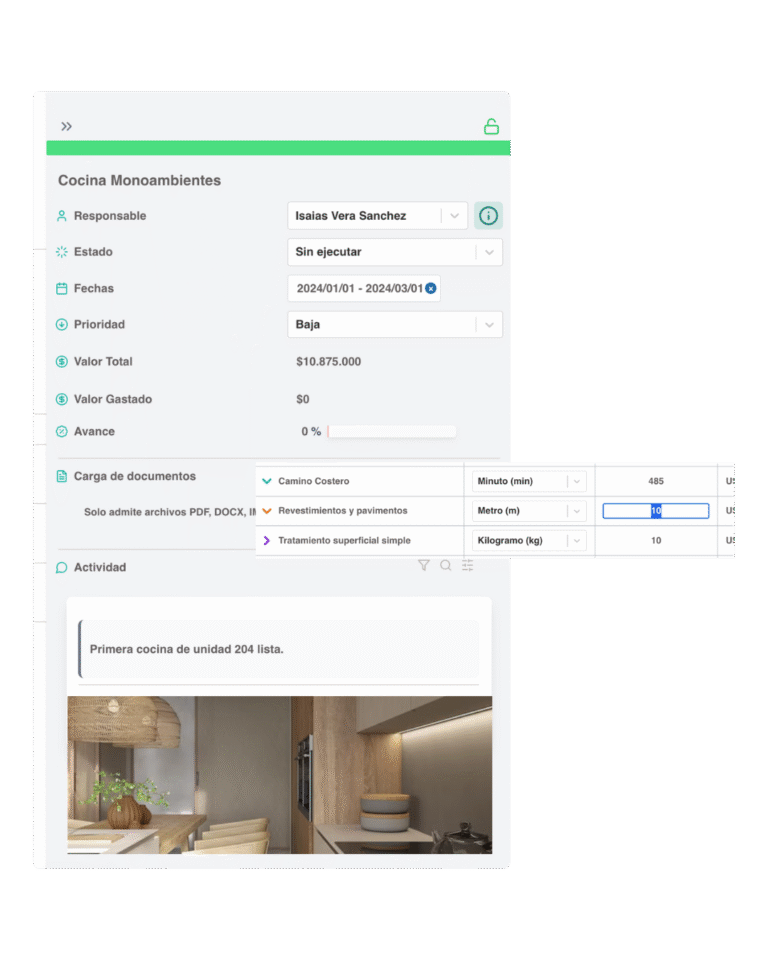 Cocina Monoambientes
Responsable Isaias Vera Sanchez
Estado Sin ejecutar
Fechas 2024/01/01 - 2024/03/01
Prioridad Baja
Valor Total $10.875.000
Valor Gastado $0
Avance 0 %
Carga de documentos
Solo admite archivos PDF, DOCX,
Camino Costero Minuto (min) 485
Revestimientos y pavimentos Metro (m) 10
Tratamiento superficial simple Kilogramo (kg) 10
Actividad
Primera cocina de unidad 204 lista.